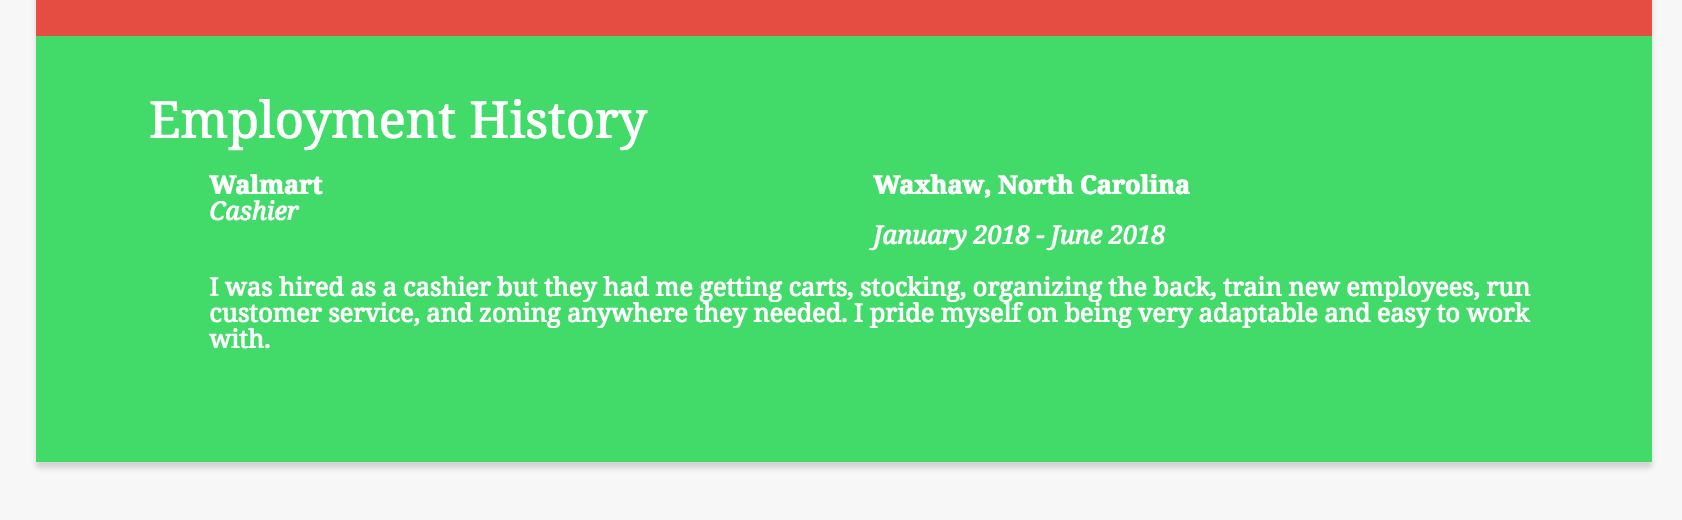 Employment History
Walmart
Waxhaw, North Carolina
Cashier
January 2018 - June 2018
I was hired as a cashier but they had me getting carts, stocking, organizing the back, train new employees, run
customer service, and zoning anywhere they needed. I pride myself on being very adaptable and easy to work
with.